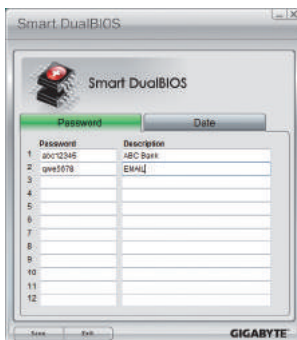 Smart DualBIOS
Smart DualBIOS
Password Date
Password Description
1 abc12345 ABC Bank
2 qwe5678 EMAIL
3
4
5
6
7
8
9
10
11
12
Save Exit GIGABYTE